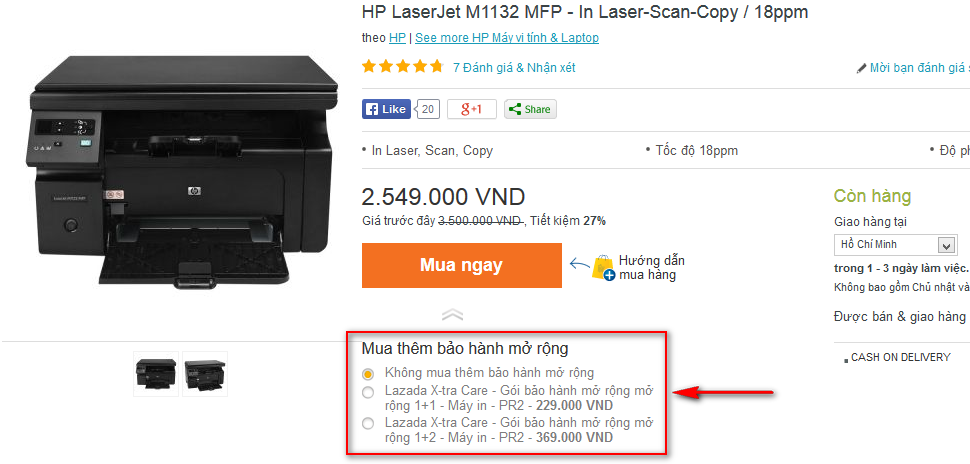 HP LaserJet M1132 MFP - In Laser-Scan-Copy / 18ppm
theo HP | See more HP Máy vi tính & Laptop
7 Đánh giá & Nhận xét
Mời bạn đánh giá
Like 20 g+1 Share
• In Laser, Scan, Copy • Tốc độ 18ppm • Độ
2.549.000 VND
Giá trước đây 3.500.000 VND , Tiết kiệm 27%
Mua ngay
Hướng dẫn
mua hàng
Còn hàng
Giao hàng tại
Hồ Chí Minh
trong 1 - 3 ngày làm việc.
Không bao gồm Chủ nhật và
Được bán & giao hàng
CASH ON DELIVERY
Mua thêm bảo hành mở rộng
Không mua thêm bảo hành mở rộng
Lazada X-tra Care - Gói bảo hành mở rộng mở
rộng 1+1 - Máy in - PR2 - 229.000 VND
Lazada X-tra Care - Gói bảo hành mở rộng mở
rộng 1+2 - Máy in - PR2 - 369.000 VND